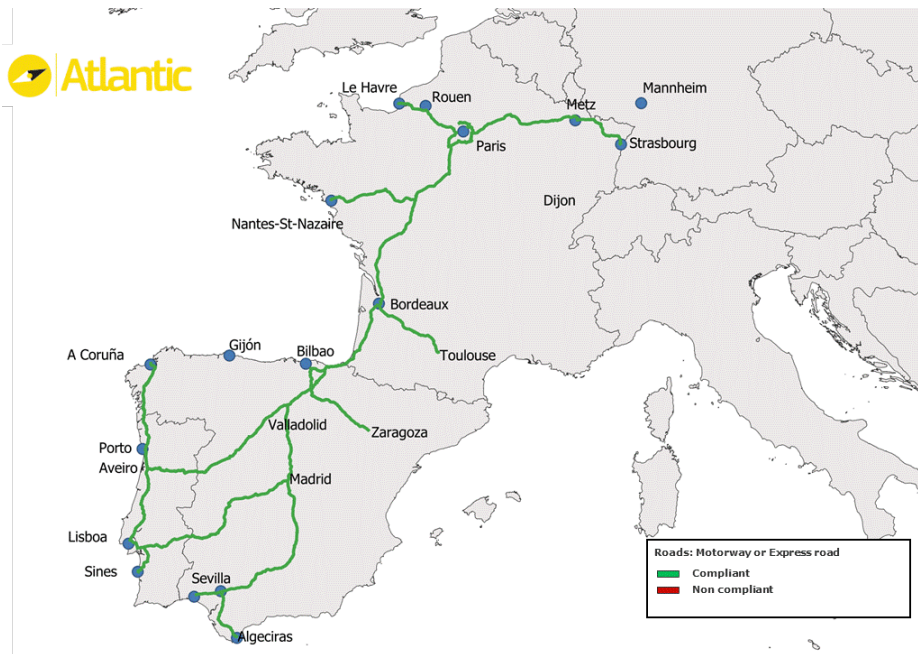 Atlantic
Le Havre
Rouen
Mannheim
Metz
Paris
Strasbourg
Dijon
Nantes-St-Nazaire
Bordeaux
Gijón
Bilbao
A Coruña
Toulouse
Valladolid
Zaragoza
Porto
Aveiro
Madrid
Lisboa
Sines
Sevilla
Algeciras
Roads: Motorway or Express road
Compliant
Non compliant